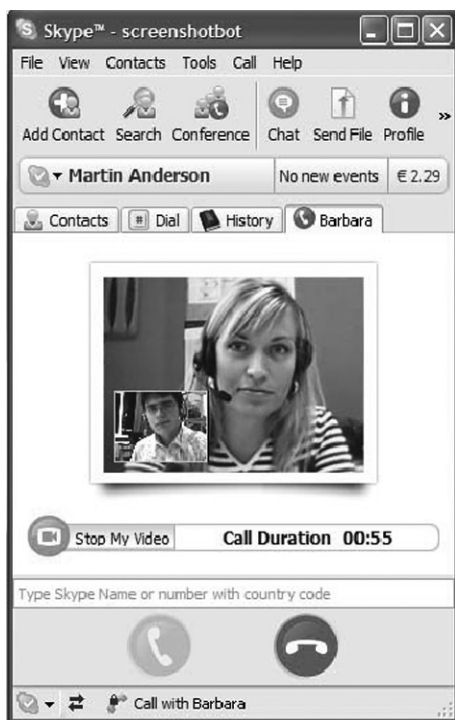 Skype™ - screenshotbot
File View Contacts Tools Call Help
Add Contact Search Conference Chat Send File Profile »
Martin Anderson No new events € 2.29
Contacts # Dial History Barbara
Stop My Video Call Duration 00:55
Type Skype Name or number with country code
Call with Barbara